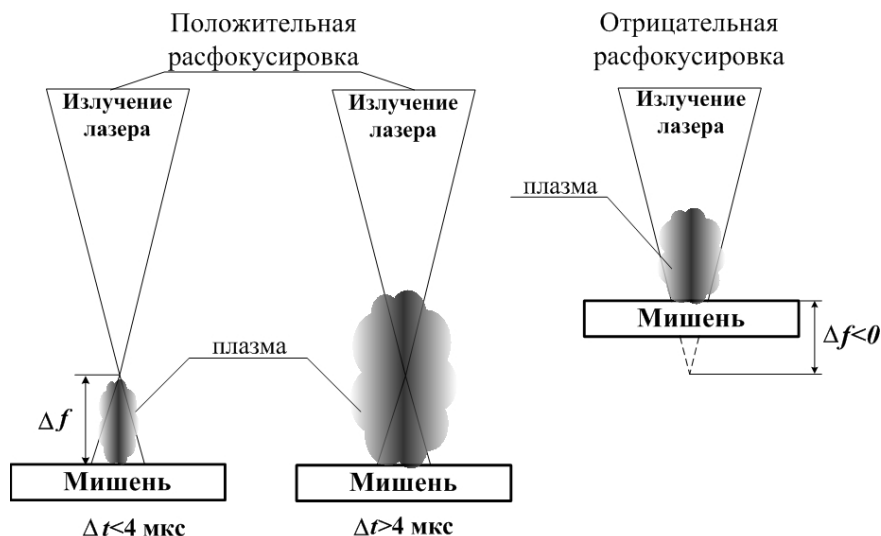 Положительная
расфокусировка
Излучение
лазера
Излучение
лазера
плазма
Δf
Мишень
Мишень
Δt<4 мкс
Δt>4 мкс
Отрицательная
расфокусировка
Излучение
лазера
плазма
Мишень
Δf<0